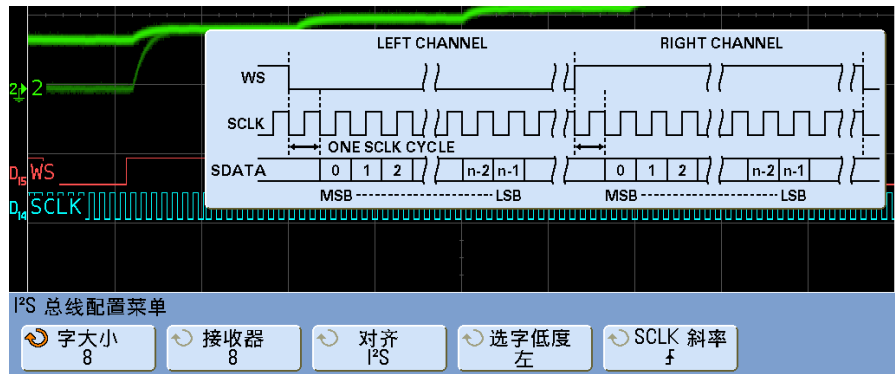 LEFT CHANNEL RIGHT CHANNEL
WS
2 2
SCLK
ONE SCLK CYCLE
D15 WS
SDATA 0 1 2 n-2 n-1 0 1 2 n-2 n-1
MSB LSB MSB LSB
D14 SCLK
I²S 总线配置菜单
字大小 接收器 对齐 选字低度 SCLK 斜率
8 8 I²S 左